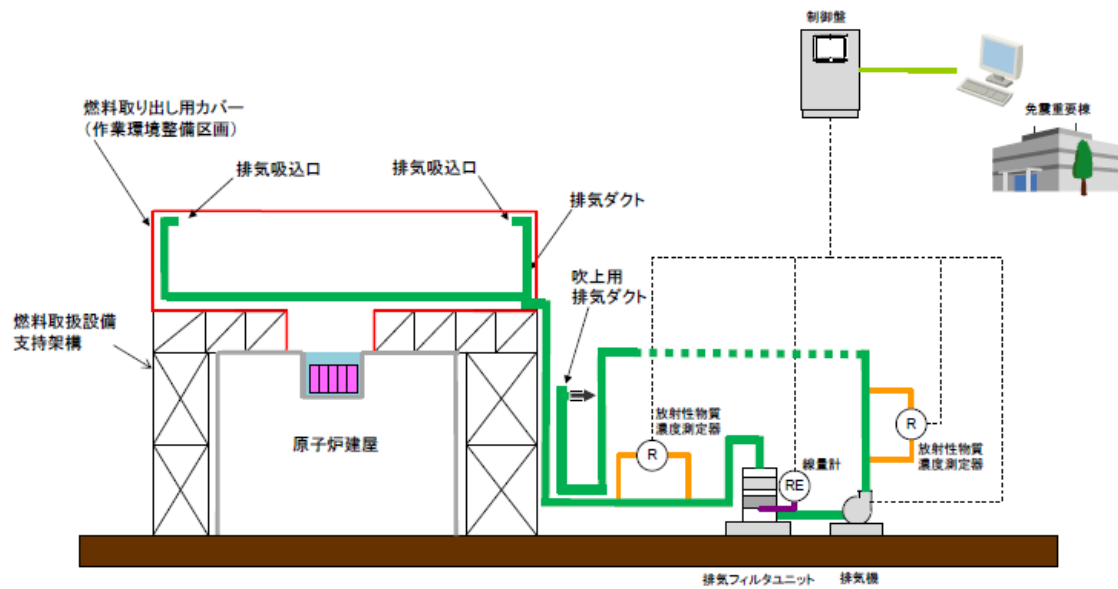 制御盤
免震重要棟
燃料取り出し用カバー
(作業環境整備区画)
排気吸込口
排気吸込口
排気ダクト
吹上用
排気ダクト
燃料取扱設備
支持架構
原子炉建屋
放射性物質
濃度測定器
R
線量計
RE
R
放射性物質
濃度測定器
排気フィルタユニット
排気機